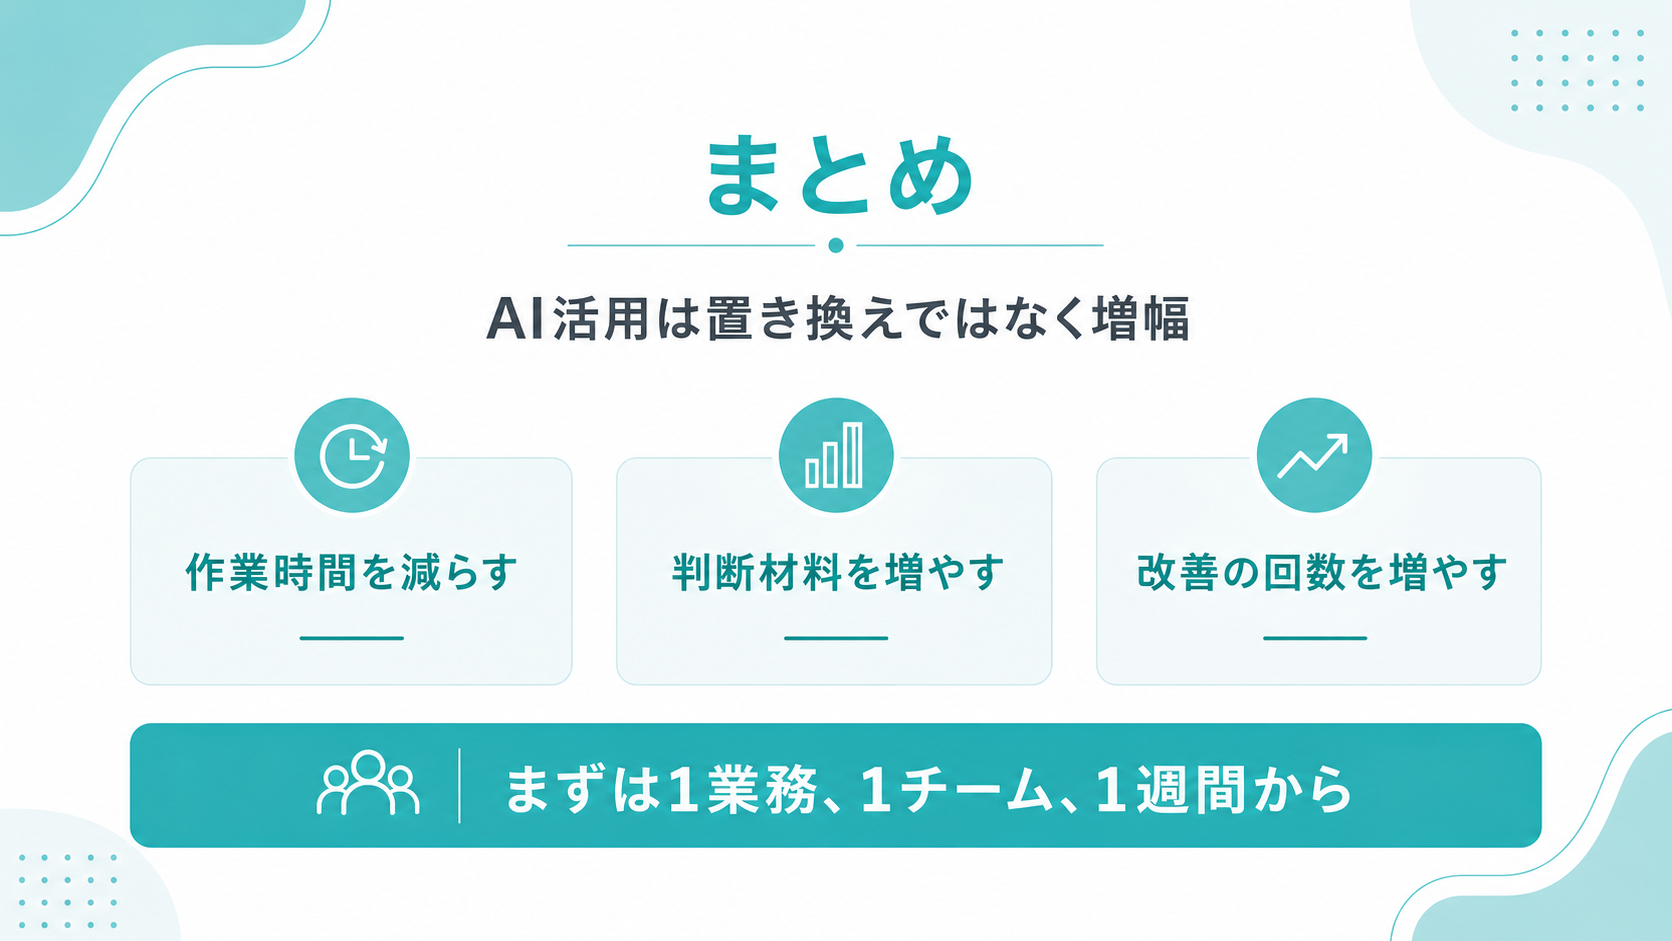 まとめ
AI活用は置き換えではなく増幅
作業時間を減らす
判断材料を増やす
改善の回数を増やす
まずは1業務、1チーム、1週間から